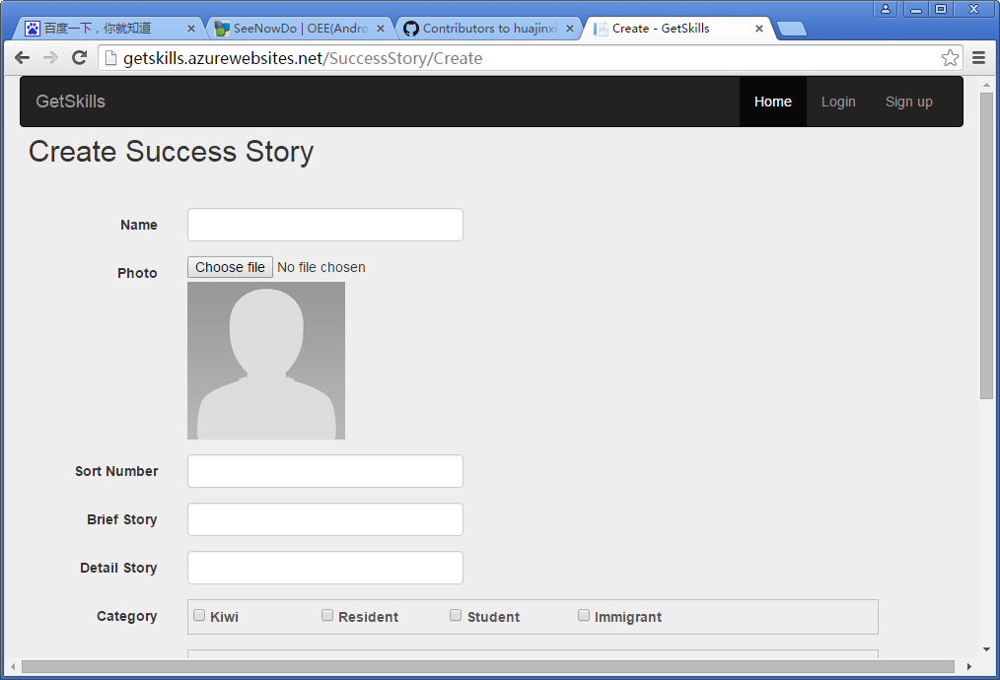 百度一下，你就知道
SeeNowDo | OEE(Andro
Contributors to huajinxi
Create - GetSkills
getskills.azurewebsites.net/SuccessStory/Create
GetSkills Home Login Sign up
Create Success Story
Name
Photo Choose file No file chosen
Sort Number
Brief Story
Detail Story
Category Kiwi Resident Student Immigrant